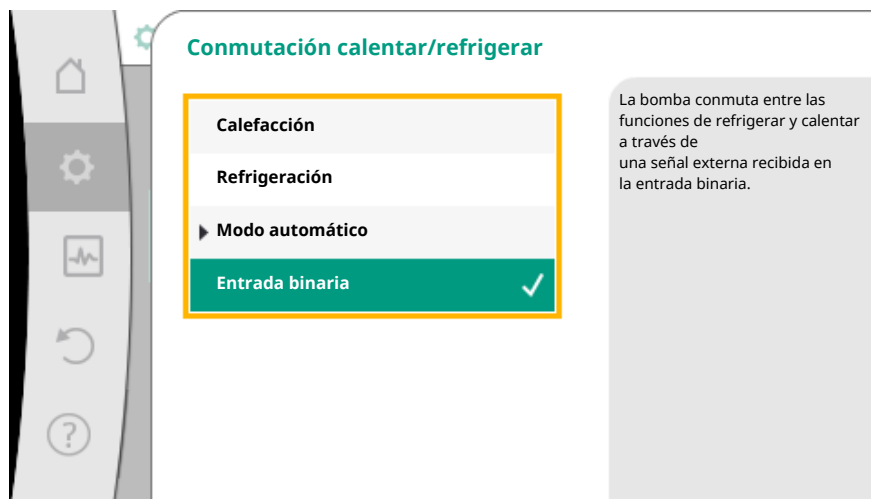 Conmutación calentar/refrigerar
Calefacción
Refrigeración
Modo automático
Entrada binaria
La bomba conmuta entre las
funciones de refrigerar y calentar
a través de
una señal externa recibida en
la entrada binaria.
?